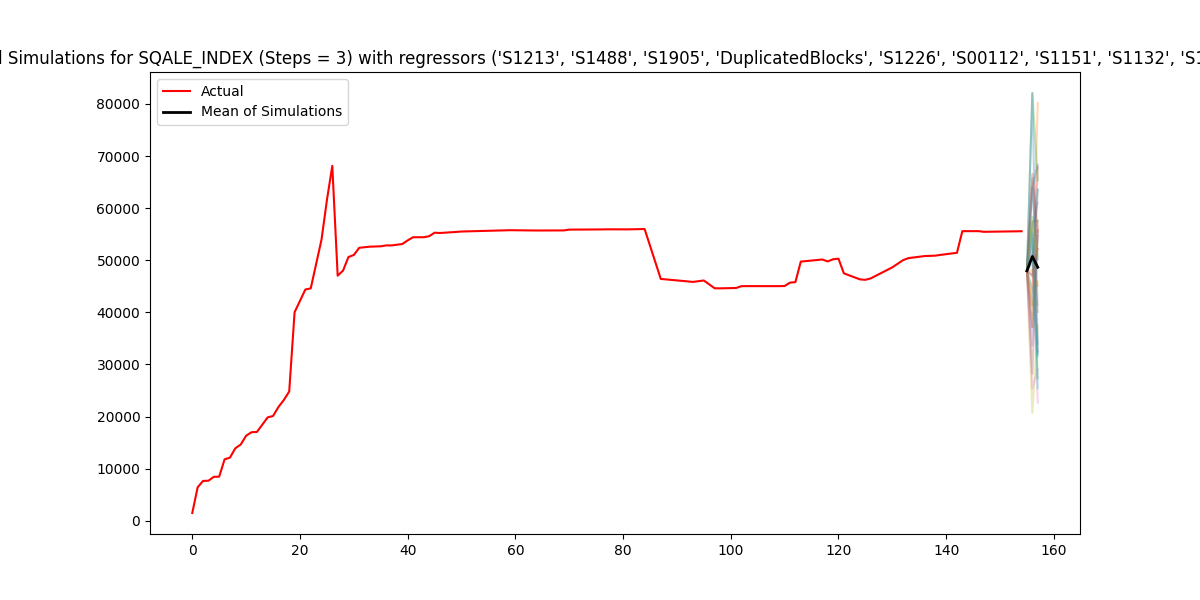 Simulations for SQALE_INDEX (Steps = 3) with regressors ('S1213', 'S1488', 'S1905', 'DuplicatedBlocks', 'S1226', 'S00112', 'S1151', 'S1132',
Actual
Mean of Simulations
80000
70000
60000
50000
40000
30000
20000
10000
0
0 20 40 60 80 100 120 140 160